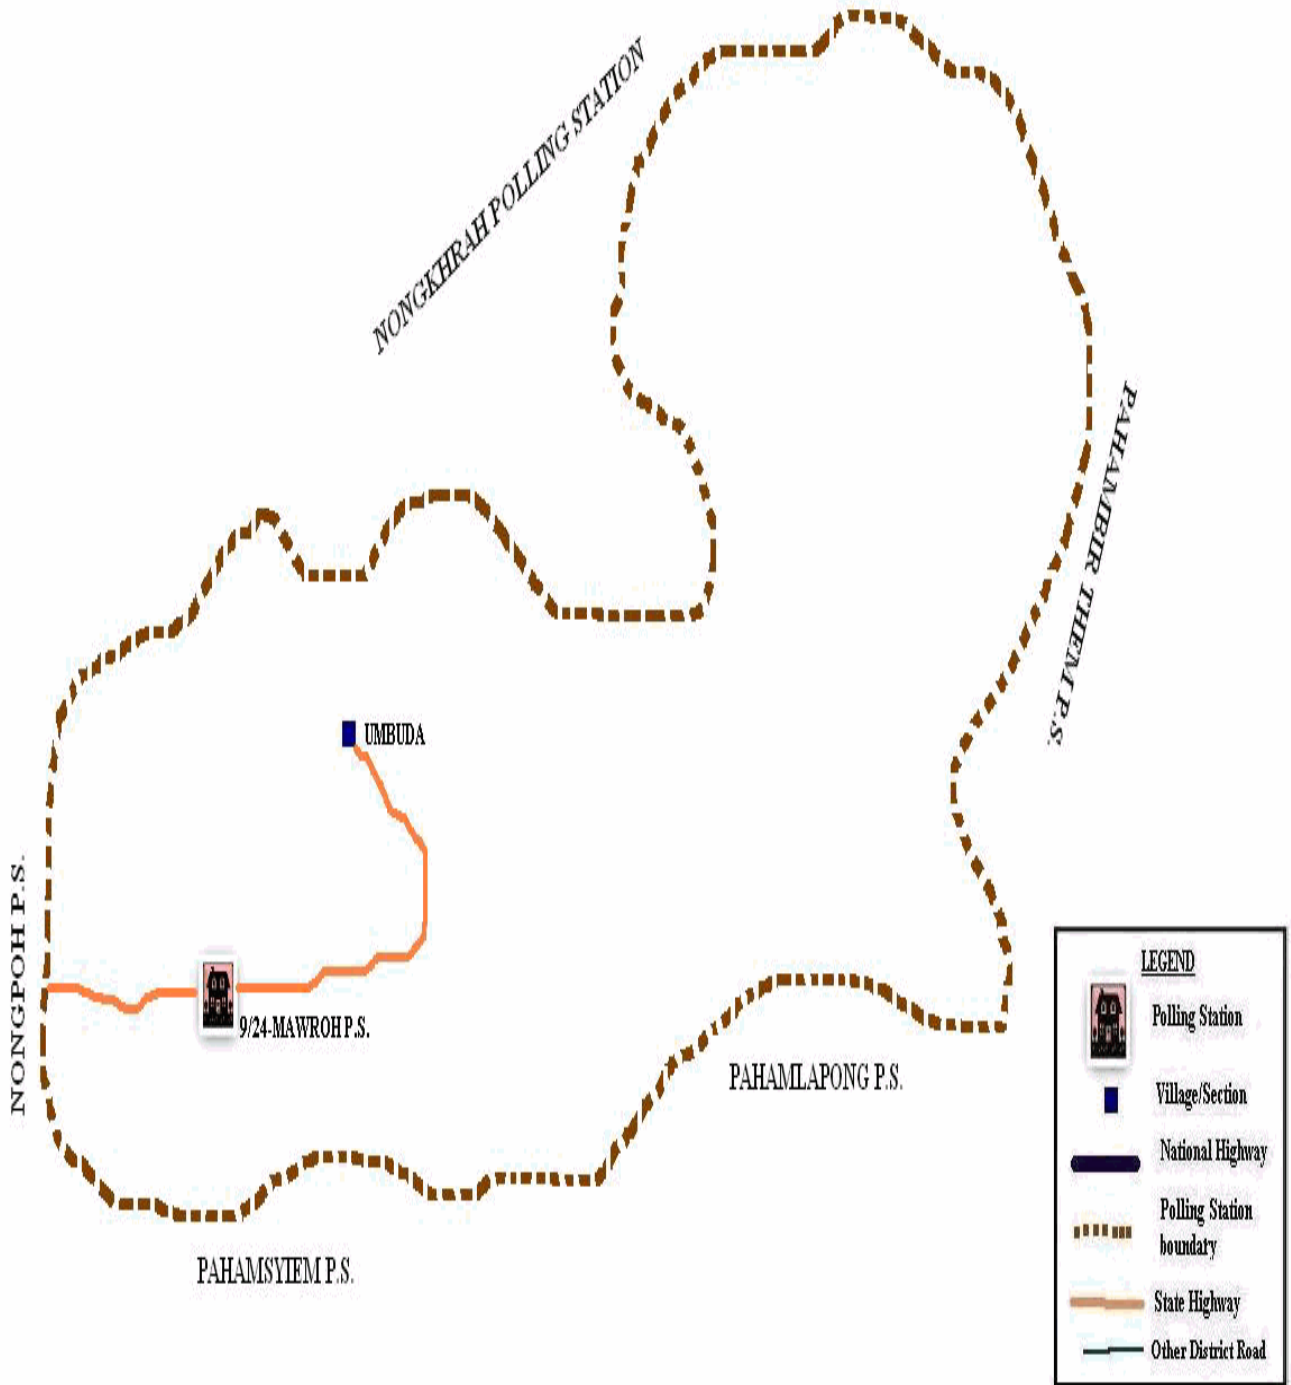 NONGKHRAH POLLING STATION
PAHAMBIR THEM P.S.
UMBUDA
NONGPOH P.S.
9/24-MAWROH P.S.
PAHAMLAPONG P.S.
PAHAMSYIEM P.S.
LEGEND
Polling Station
Village/Section
National Highway
Polling Station
boundary
State Highway
Other District Road